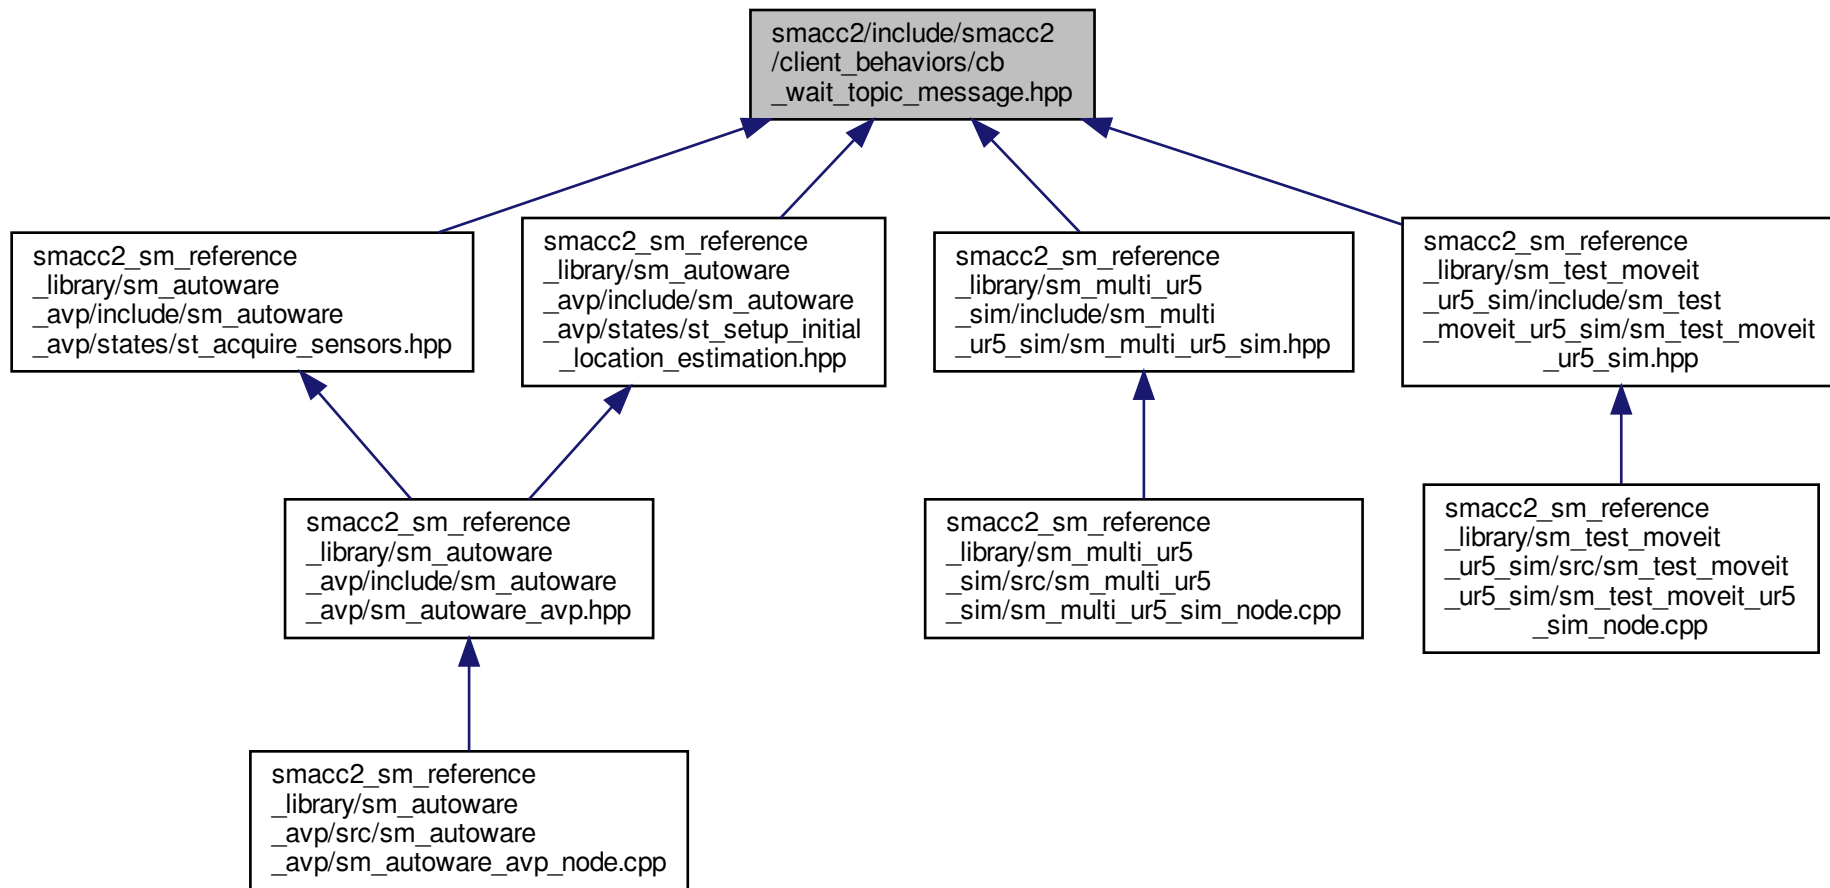 smacc2/include/smacc2
/client_behaviors/cb
_wait_topic_message.hpp
smacc2_sm_reference
_library/sm_autoware
_avp/include/sm_autoware
_avp/states/st_acquire_sensors.hpp
smacc2_sm_reference
_library/sm_autoware
_avp/include/sm_autoware
_avp/states/st_setup_initial
_location_estimation.hpp
smacc2_sm_reference
_library/sm_multi_ur5
_sim/include/sm_multi
_ur5_sim/sm_multi_ur5_sim.hpp
smacc2_sm_reference
_library/sm_test_moveit
_ur5_sim/include/sm_test
_moveit_ur5_sim/sm_test_moveit
_ur5_sim.hpp
smacc2_sm_reference
_library/sm_autoware
_avp/include/sm_autoware
_avp/sm_autoware_avp.hpp
smacc2_sm_reference
_library/sm_multi_ur5
_sim/src/sm_multi_ur5
_sim/sm_multi_ur5_sim_node.cpp
smacc2_sm_reference
_library/sm_test_moveit
_ur5_sim/src/sm_test_moveit
_ur5_sim/sm_test_moveit_ur5
_sim_node.cpp
smacc2_sm_reference
_library/sm_autoware
_avp/src/sm_autoware
_avp/sm_autoware_avp_node.cpp